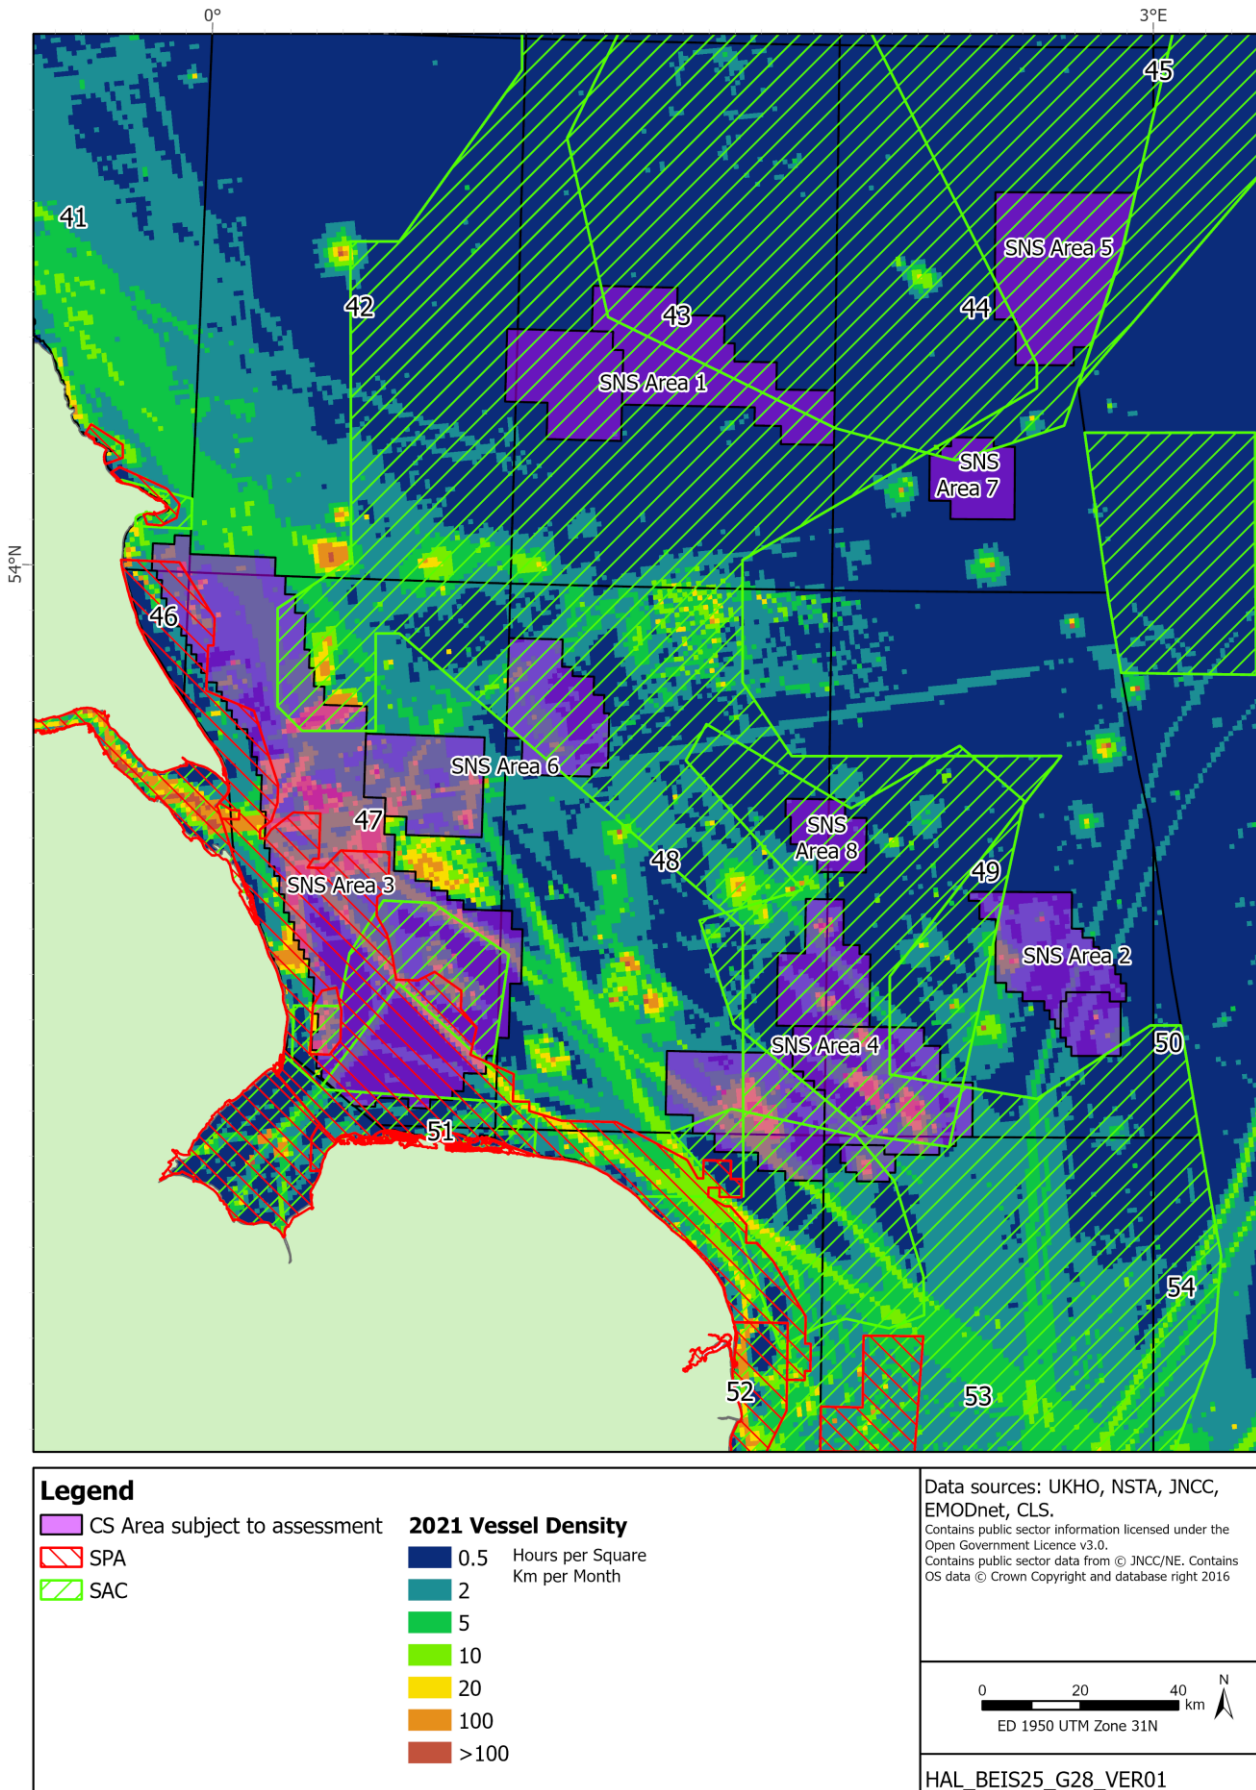 0°
3°E
45
41
SNS Area 5
42
44
43
SNS Area 1
SNS
Area 7
54°N
46
SNS Area 6
47
SNS
Area 8
48
49
SNS Area 3
SNS Area 2
SNS Area 4
50
51
54
52
53
Legend
CS Area subject to assessment
SPA
SAC
2021 Vessel Density
0.5
Hours per Square
Km per Month
2
5
10
20
100
>100
Data sources: UKHO, NSTA, JNCC,
EMODnet, CLS.
Contains public sector information licensed under the
Open Government Licence v3.0.
Contains public sector data from © JNCC/NE. Contains
OS data © Crown Copyright and database right 2016
0 20 40
km
N
ED 1950 UTM Zone 31N
HAL_BEIS25_G28_VER01